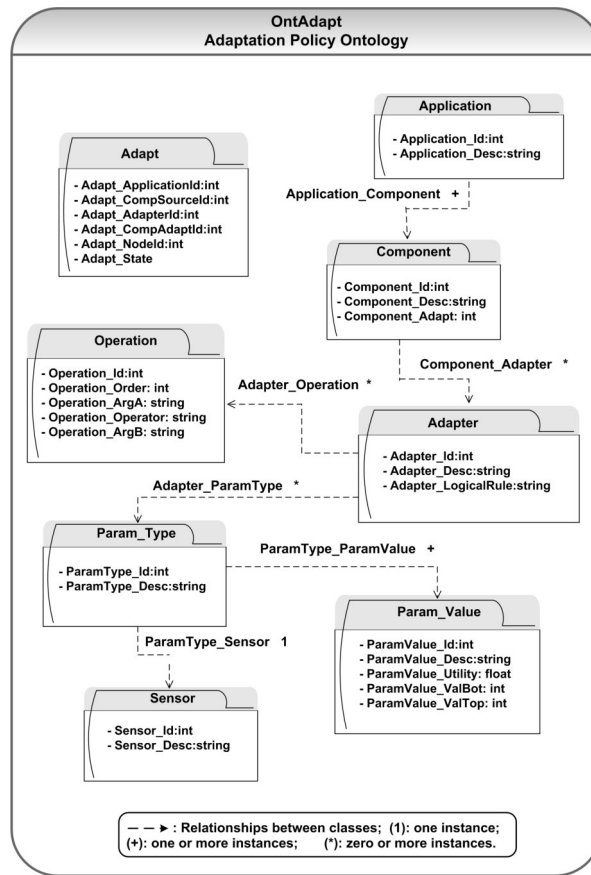 OntAdapt
Adaptation Policy Ontology
Application
- Application_Id:int
- Application_Desc:string
Adapt
- Adapt_ApplicationId:int
- Adapt_CompSourceId:int
- Adapt_AdapterId:int
- Adapt_CompAdaptId:int
- Adapt_NodeId:int
- Adapt_State
Application_Component +
Component
- Component_Id:int
- Component_Desc:string
- Component_Adapt: int
Operation
- Operation_Id:int
- Operation_Order: int
- Operation_ArgA: string
- Operation_Operator: string
- Operation_ArgB: string
Component_Adapter *
Adapter_Operation *
Adapter
- Adapter_Id:int
- Adapter_Desc:string
- Adapter_LogicalRule:string
Adapter_ParamType *
Param_Type
- ParamType_Id:int
- ParamType_Desc:string
ParamType_ParamValue +
Param_Value
- ParamValue_Id:int
- ParamValue_Desc:string
- ParamValue_Utility: float
- ParamValue_ValBot: int
- ParamValue_ValTop: int
ParamType_Sensor 1
Sensor
- Sensor_Id:int
- Sensor_Desc:string
: Relationships between classes; (1): one instance;
(+): one or more instances; (*): zero or more instances.